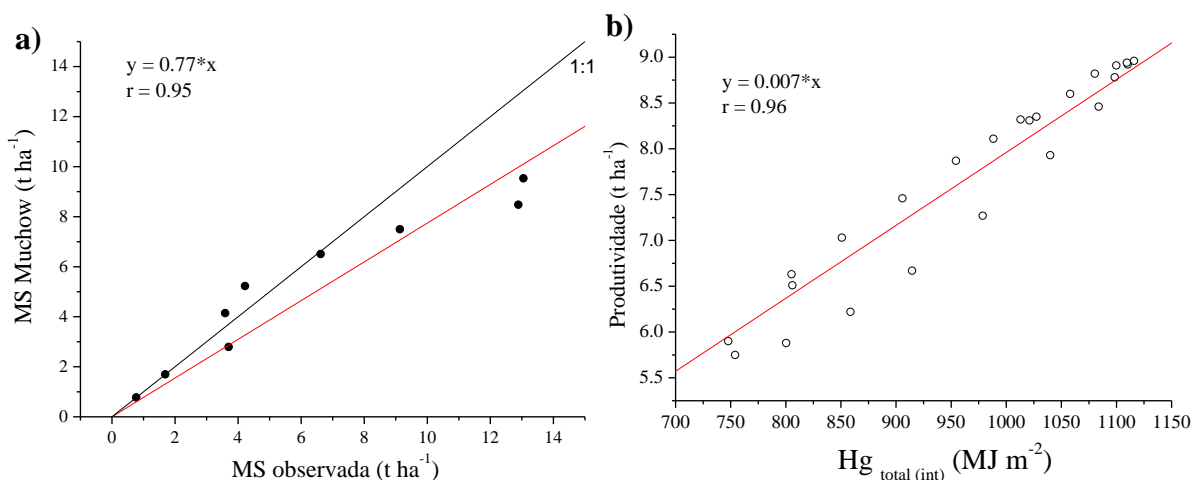 a)
y = 0.77*x
r = 0.95
1:1
MS Muchow (t ha⁻¹)
14
12
10
8
6
4
2
0
0 2 4 6 8 10 12 14
MS observada (t ha⁻¹)
b)
y = 0.007*x
r = 0.96
Produtividade (t ha⁻¹)
9.0
8.5
8.0
7.5
7.0
6.5
6.0
5.5
700 750 800 850 900 950 1000 1050 1100 1150
Hg total (int) (MJ m⁻²)